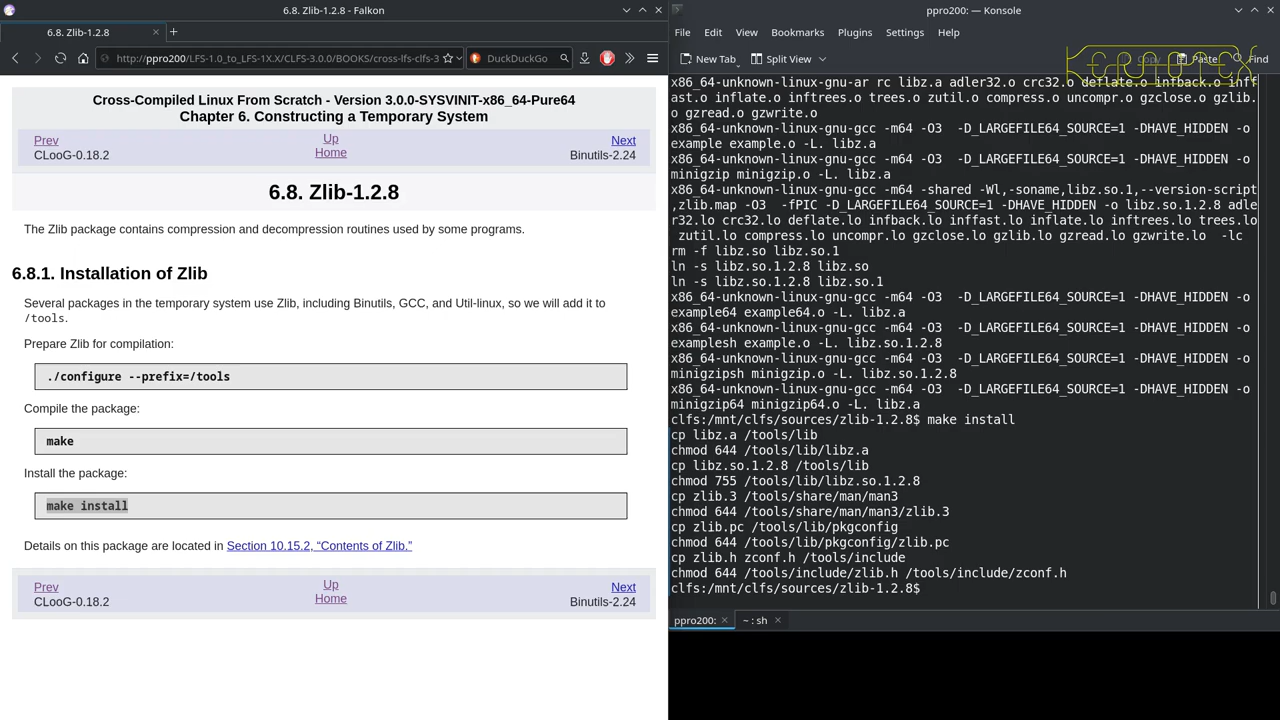 6.8. Zlib-1.2.8 - Falkon
6.8. Zlib-1.2.8
http://ppro200/LFS-1.0_to_LFS-1X.X/CLFS-3.0.0/BOOKS/cross-lfs-clfs-3
DuckDuckGo
Cross-Compiled Linux From Scratch - Version 3.0.0-SYSVINIT-x86_64-Pure64
Chapter 6. Constructing a Temporary System
Prev
Up
Next
CLooG-0.18.2
Home
Binutils-2.24
6.8. Zlib-1.2.8
The Zlib package contains compression and decompression routines used by some programs.
6.8.1. Installation of Zlib
Several packages in the temporary system use Zlib, including Binutils, GCC, and Util-linux, so we will add it to
/tools.
Prepare Zlib for compilation:
./configure --prefix=/tools
Compile the package:
make
Install the package:
make install
Details on this package are located in Section 10.15.2, “Contents of Zlib.”
Prev
Up
Next
CLooG-0.18.2
Home
Binutils-2.24
ppro200: — Konsole
File Edit View Bookmarks Plugins Settings Help
New Tab Split View Copy Paste Find
x86_64-unknown-linux-gnu-ar rc libz.a adler32.o crc32.o deflate.o infback.o inff
ast.o inflate.o inftrees.o trees.o zutil.o compress.o uncompr.o gzclose.o gzlib.
o gzread.o gzwrite.o
x86_64-unknown-linux-gnu-gcc -m64 -O3  -D_LARGEFILE64_SOURCE=1 -DHAVE_HIDDEN -o
example example.o -L. libz.a
x86_64-unknown-linux-gnu-gcc -m64 -O3  -D_LARGEFILE64_SOURCE=1 -DHAVE_HIDDEN -o
minigzip minigzip.o -L. libz.a
x86_64-unknown-linux-gnu-gcc -m64 -shared -Wl,-soname,libz.so.1,--version-script
,zlib.map -O3  -fPIC -D_LARGEFILE64_SOURCE=1 -DHAVE_HIDDEN -o libz.so.1.2.8 adle
r32.lo crc32.lo deflate.lo infback.lo inffast.lo inflate.lo inftrees.lo trees.lo
 zutil.lo compress.lo uncompr.lo gzclose.lo gzlib.lo gzread.lo gzwrite.lo  -lc
rm -f libz.so libz.so.1
ln -s libz.so.1.2.8 libz.so
ln -s libz.so.1.2.8 libz.so.1
x86_64-unknown-linux-gnu-gcc -m64 -O3  -D_LARGEFILE64_SOURCE=1 -DHAVE_HIDDEN -o
example64 example64.o -L. libz.a
x86_64-unknown-linux-gnu-gcc -m64 -O3  -D_LARGEFILE64_SOURCE=1 -DHAVE_HIDDEN -o
examplesh example.o -L. libz.so.1.2.8
x86_64-unknown-linux-gnu-gcc -m64 -O3  -D_LARGEFILE64_SOURCE=1 -DHAVE_HIDDEN -o
minigzipsh minigzip.o -L. libz.so.1.2.8
x86_64-unknown-linux-gnu-gcc -m64 -O3  -D_LARGEFILE64_SOURCE=1 -DHAVE_HIDDEN -o
minigzip64 minigzip64.o -L. libz.a
clfs:/mnt/clfs/sources/zlib-1.2.8$ make install
cp libz.a /tools/lib
chmod 644 /tools/lib/libz.a
cp libz.so.1.2.8 /tools/lib
chmod 755 /tools/lib/libz.so.1.2.8
cp zlib.3 /tools/share/man/man3
chmod 644 /tools/share/man/man3/zlib.3
cp zlib.pc /tools/lib/pkgconfig
chmod 644 /tools/lib/pkgconfig/zlib.pc
cp zlib.h zconf.h /tools/include
chmod 644 /tools/include/zlib.h /tools/include/zconf.h
clfs:/mnt/clfs/sources/zlib-1.2.8$
ppro200: ~ : sh